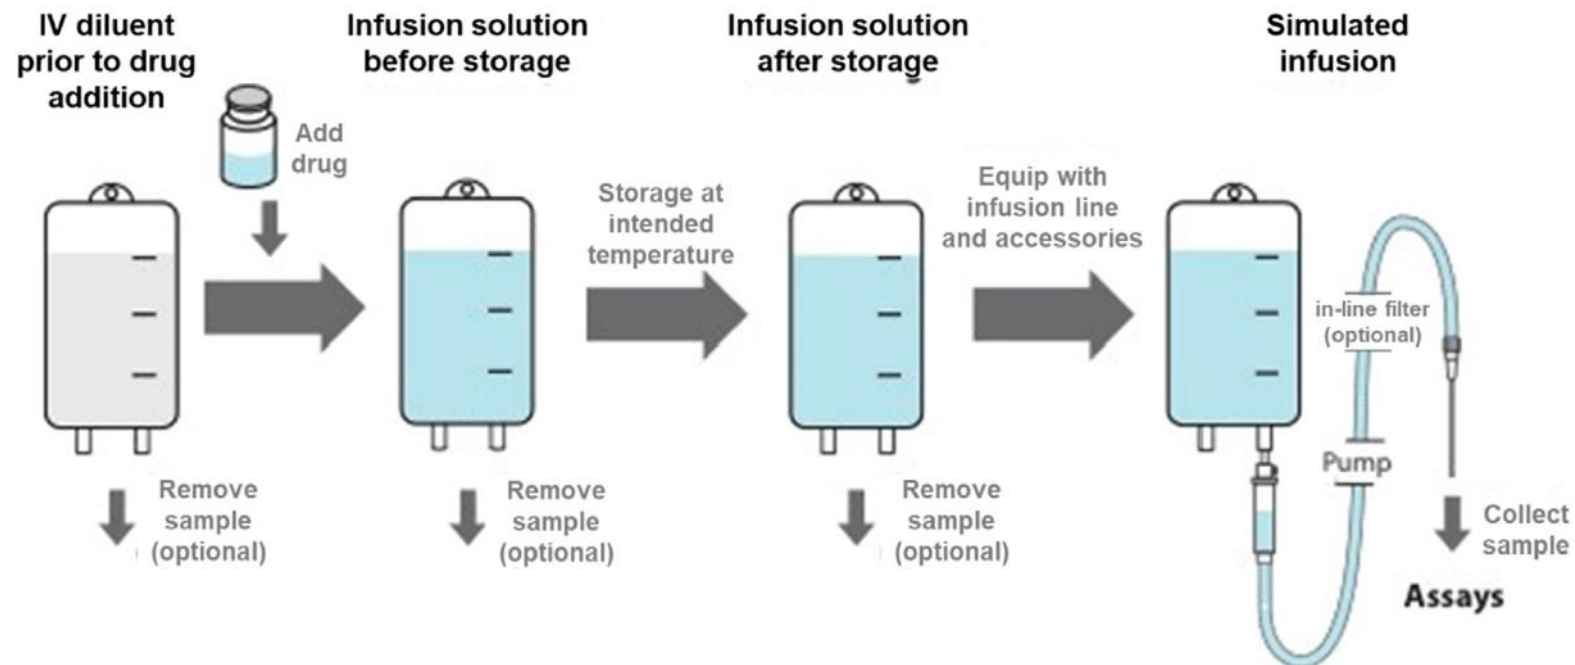 IV diluent
prior to drug
addition
Add
drug
Infusion solution
before storage
Storage at
intended
temperature
Infusion solution
after storage
Equip with
infusion line
and accessories
Simulated
infusion
in-line filter
(optional)
Pump
Remove
sample
(optional)
Remove
sample
(optional)
Remove
sample
(optional)
Collect
sample
Assays